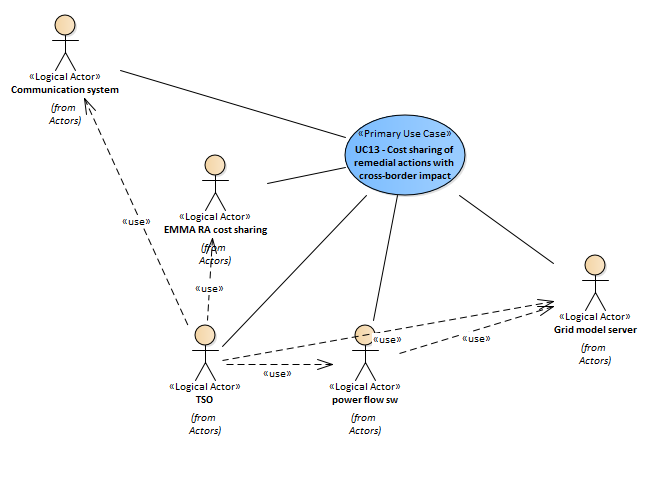 «Logical Actor»
Communication system
(from
Actors)
«Primary Use Case»
UC13 - Cost sharing of
remedial actions with
cross-border impact
«Logical Actor»
EMMA RA cost sharing
(from
Actors)
«use»
«use»
«Logical Actor»
Grid model server
(from
Actors)
«use»
«use»
«use»
«Logical Actor»
TSO
(from
Actors)
«Logical Actor»
power flow sw
(from
Actors)